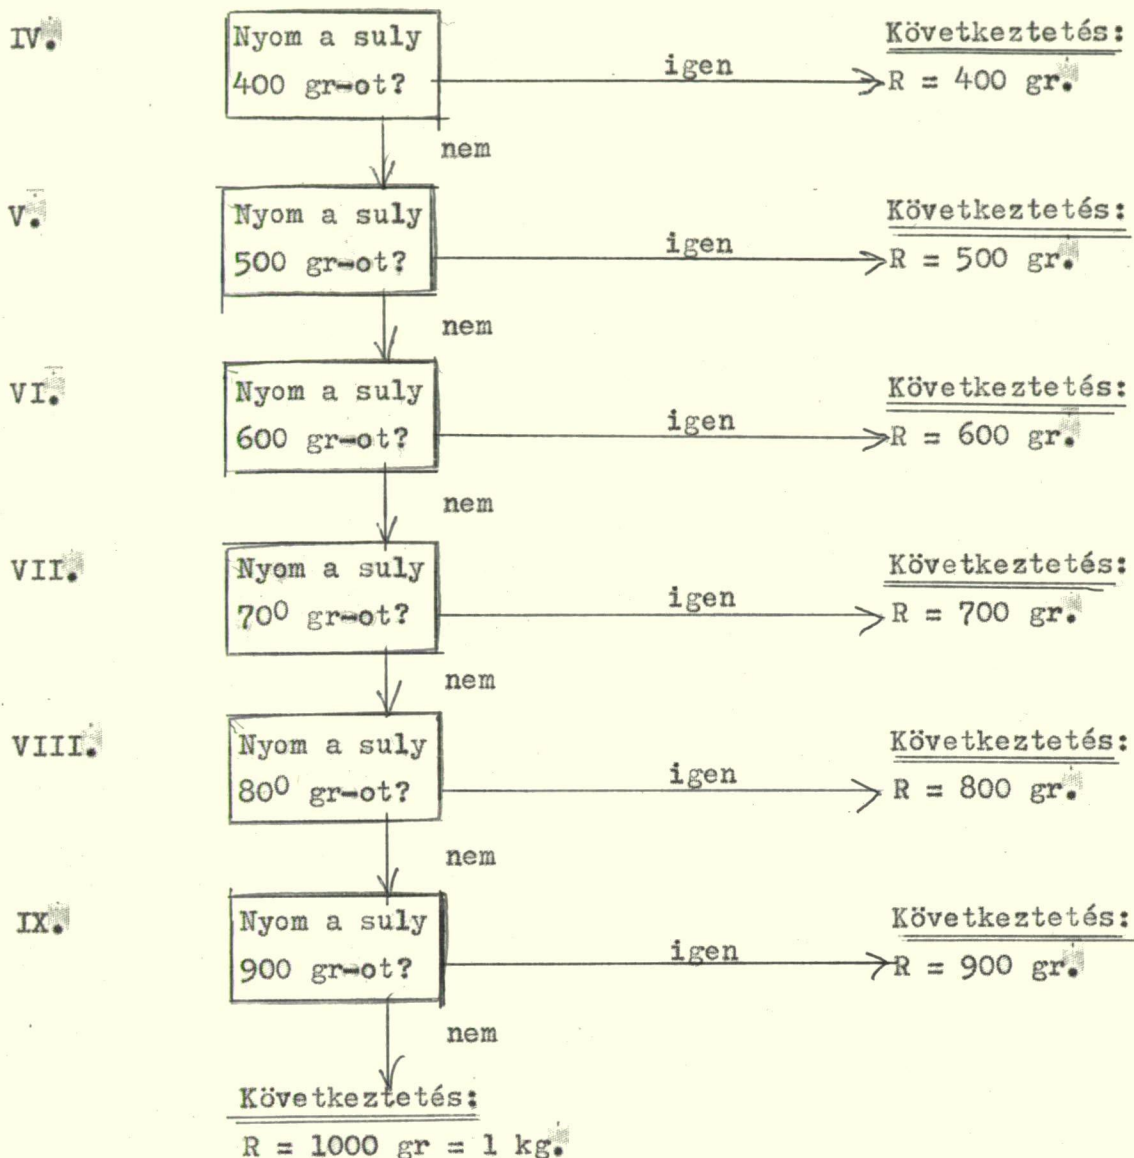 IV. Nyom a suly Következtetés:
400 gr-ot? igen R = 400 gr.
nem
V. Nyom a suly Következtetés:
500 gr-ot? igen R = 500 gr.
nem
VI. Nyom a suly Következtetés:
600 gr-ot? igen R = 600 gr.
nem
VII. Nyom a suly Következtetés:
700 gr-ot? igen R = 700 gr.
nem
VIII. Nyom a suly Következtetés:
800 gr-ot? igen R = 800 gr.
nem
IX. Nyom a suly Következtetés:
900 gr-ot? igen R = 900 gr.
nem
Következtetés:
R = 1000 gr = 1 kg.